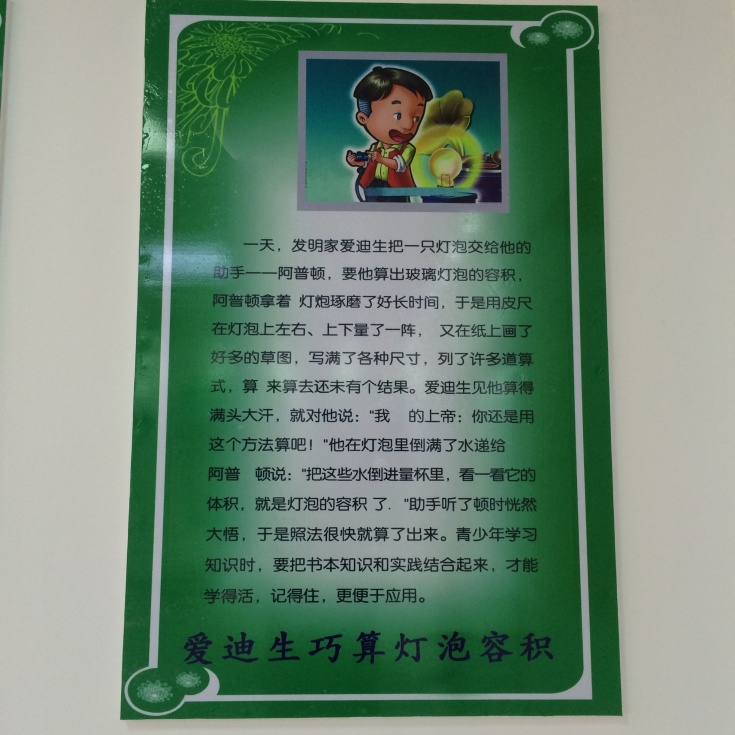 一天，发明家爱迪生把一只灯泡交给他的
助手——阿普顿，要他算出玻璃灯泡的容积，
阿普顿拿着 灯炮琢磨了好长时间，于是用皮尺
在灯泡上左右、上下量了一阵， 又在纸上画了
好多的草图，写满了各种尺寸，列了许多道算
式，算 来算去还未有个结果。爱迪生见他算得
满头大汗，就对他说：“我 的上帝：你还是用
这个方法算吧！”他在灯泡里倒满了水递给
阿普 顿说：“把这些水倒进量杯里，看一看它的
体积，就是灯泡的容积 了．“助手听了顿时恍然
大悟，于是照法很快就算了出来。青少年学习
知识时，要把书本知识和实践结合起来，才能
学得活，记得住，更便于应用。
爱迪生巧算灯泡容积